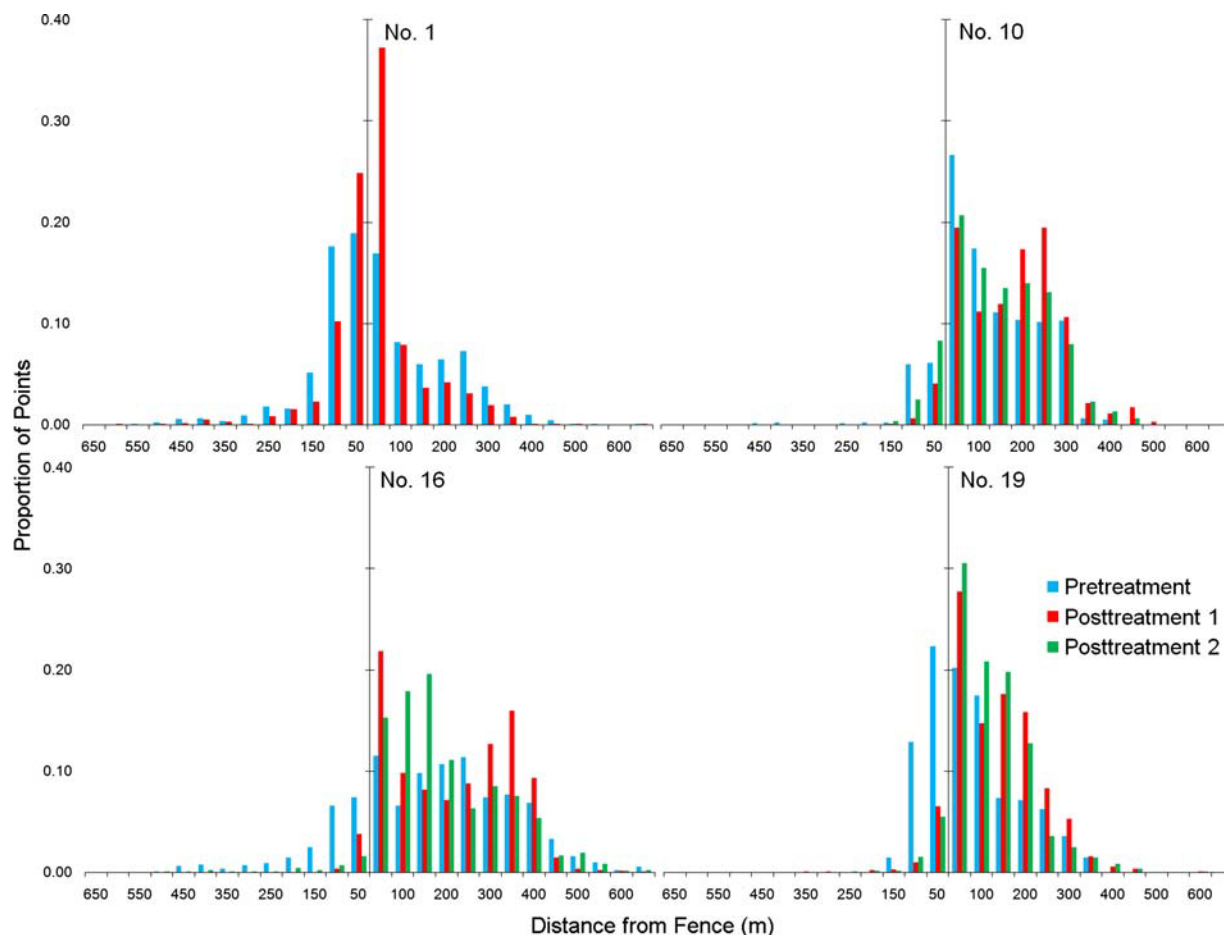 0.40
No. 1
No. 10
0.30
0.20
0.10
0.00
650 550 450 350 250 150 50 100 200 300 400 500 600
650 550 450 350 250 150 50 100 200 300 400 500 600
Proportion of Points
0.40
No. 16
No. 19
0.30
Pretreatment
Posttreatment 1
Posttreatment 2
0.20
0.10
0.00
650 550 450 350 250 150 50 100 200 300 400 500 600
650 550 450 350 250 150 50 100 200 300 400 500 600
Distance from Fence (m)